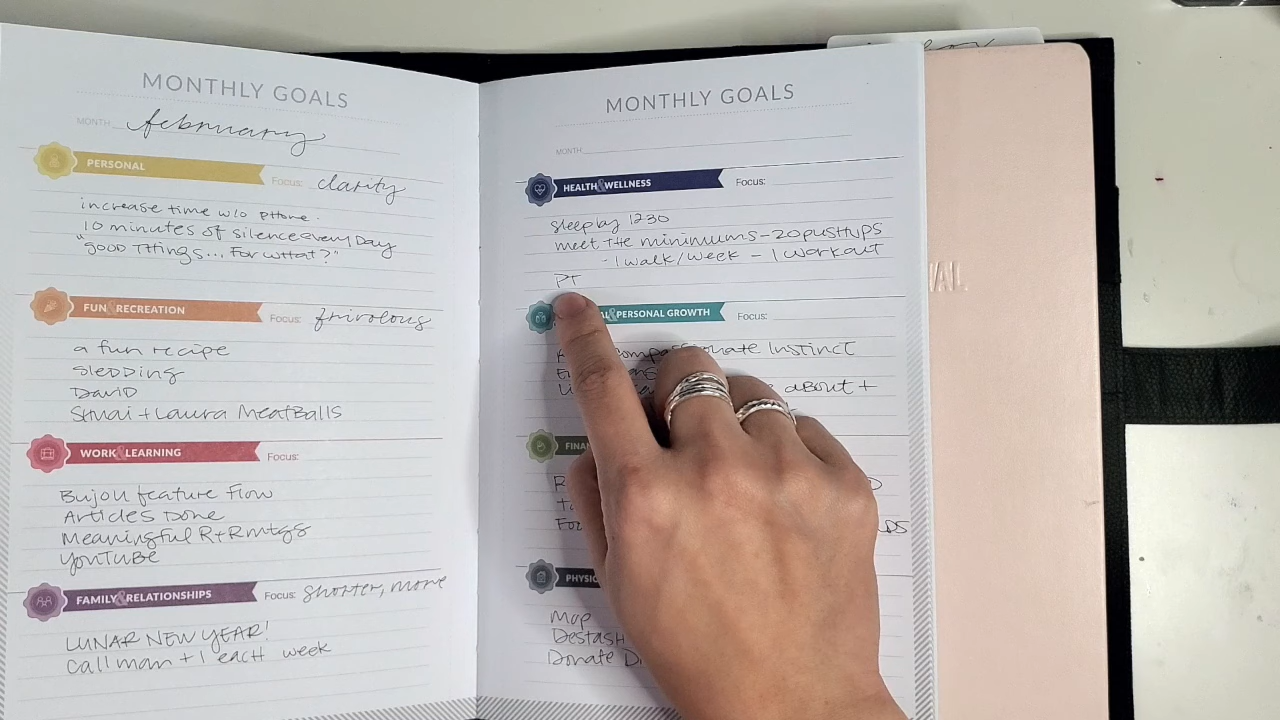 MONTHLY GOALS
MONTH: february
PERSONAL
Focus: clarity
increase time w/o phone.
10 minutes of silence every Day
"good things... For what?"
FUN & RECREATION
Focus: frivolous
a fun recipe
sledding
David
Shuai + Laura Meatballs
WORK & LEARNING
Focus:
Bujou feature Flow
Articles Done
Meaningful R+R mtgs
YouTube
FAMILY & RELATIONSHIPS
Focus: shorter, more
LUNAR NEW YEAR!
Call man + 1 each week
MONTHLY GOALS
MONTH:
HEALTH & WELLNESS
Focus:
sleep by 1230
meet the minimums - 20 pushups
- 1 walk/week - 1 workout
PT
& PERSONAL GROWTH
Focus:
Instinct
about +
FINAN
PHYSIC
Mop
Destash
Donate